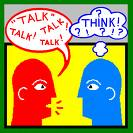 "TALK"
TALK! TALK!
TALK!
?
? THINK! ?
? ? . ! ?